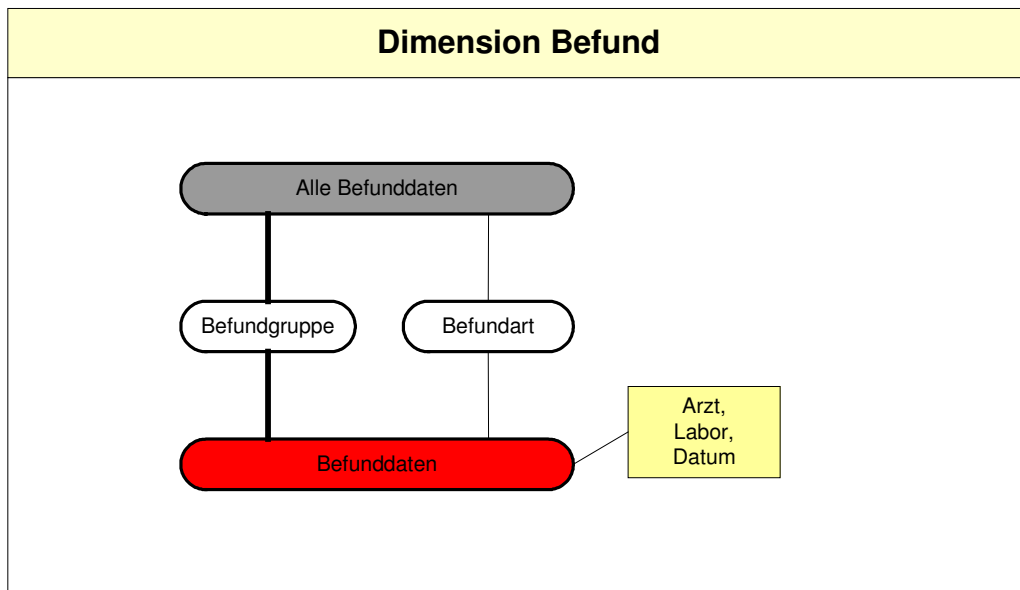 Dimension Befund
Alle Befunddaten
Befundgruppe
Befundart
Arzt,
Labor,
Datum
Befunddaten